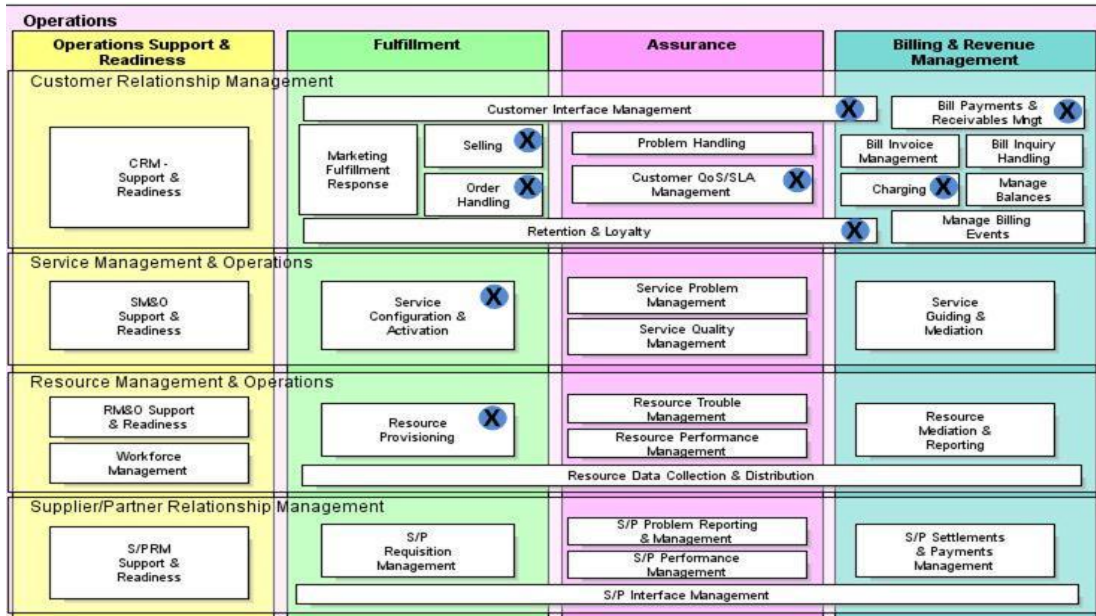 Operations
Operations Support &
Readiness
Fulfillment
Assurance
Billing & Revenue
Management
Customer Relationship Management
CRM -
Support &
Readiness
Customer Interface Management
X
Marketing
Fulfillment
Response
Selling
X
Order
Handling
X
Problem Handling
Customer QoS/SLA
Management
X
Retention & Loyalty
X
Bill Payments &
Receivables Mngt
X
Bill Invoice
Management
Bill Inquiry
Handling
Charging
X
Manage
Balances
Manage Billing
Events
Service Management & Operations
SM&O
Support &
Readiness
Service
Configuration &
Activation
X
Service Problem
Management
Service Quality
Management
Service
Guiding &
Mediation
Resource Management & Operations
RM&O Support
& Readiness
Workforce
Management
Resource
Provisioning
X
Resource Trouble
Management
Resource Performance
Management
Resource
Mediation &
Reporting
Resource Data Collection & Distribution
Supplier/Partner Relationship Management
S/PRM
Support &
Readiness
S/P
Requisition
Management
S/P Problem Reporting
& Management
S/P Performance
Management
S/P Settlements
& Payments
Management
S/P Interface Management